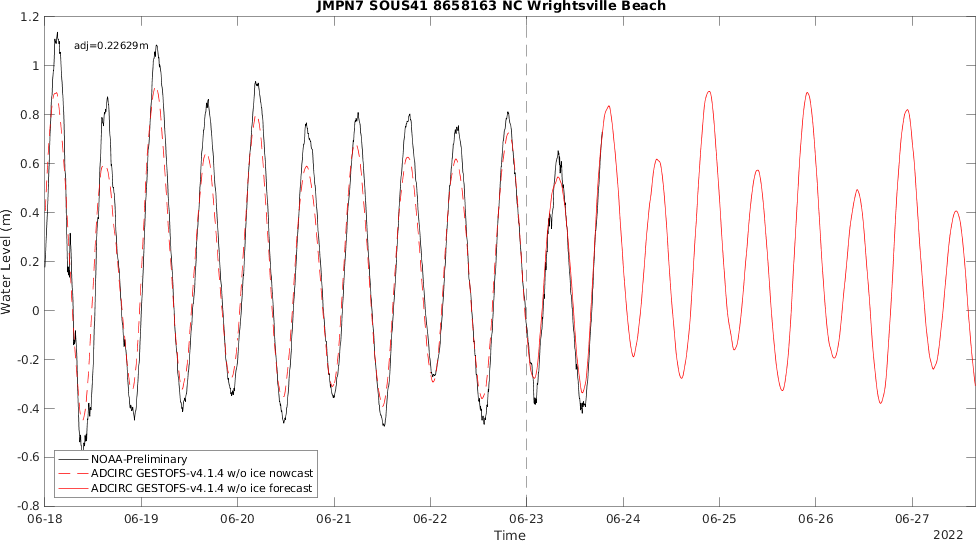 JMPN7 SOUS41 8658163 NC Wrightsville Beach
adj=0.22629m
1.2
1
0.8
0.6
0.4
0.2
0
-0.2
-0.4
-0.6
-0.8
Water Level (m)
NOAA-Preliminary
ADCIRC GESTOFS-v4.1.4 w/o ice nowcast
ADCIRC GESTOFS-v4.1.4 w/o ice forecast
06-18 06-19 06-20 06-21 06-22 06-23 06-24 06-25 06-26 06-27
Time
2022